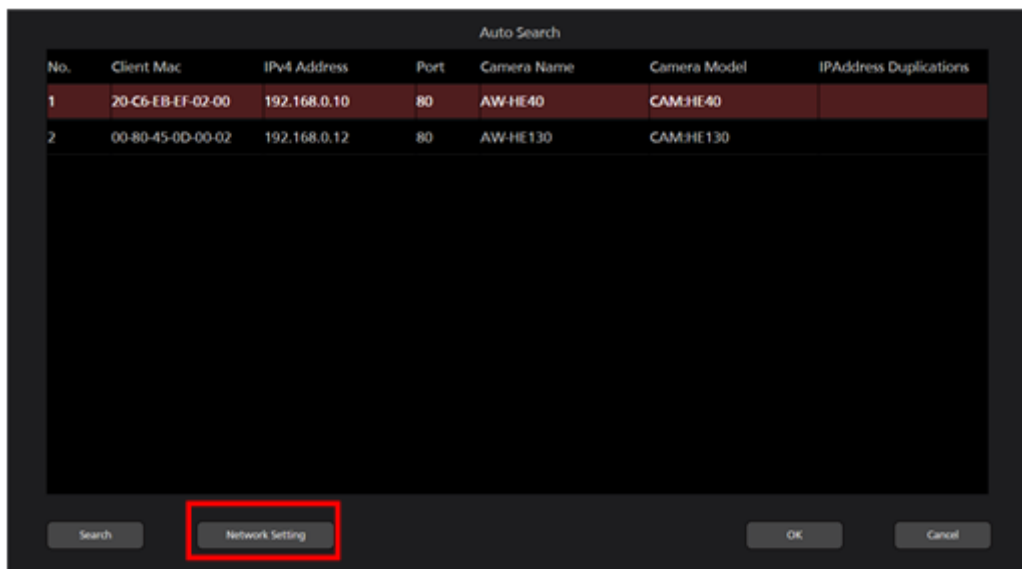 Auto Search
No. Client Mac IPv4 Address Port Camera Name Camera Model IPAddress Duplications
1 20-C6-EB-EF-02-00 192.168.0.10 80 AW-HE40 CAM:HE40
2 00-80-45-0D-00-02 192.168.0.12 80 AW-HE130 CAM:HE130
Search Network Setting OK Cancel